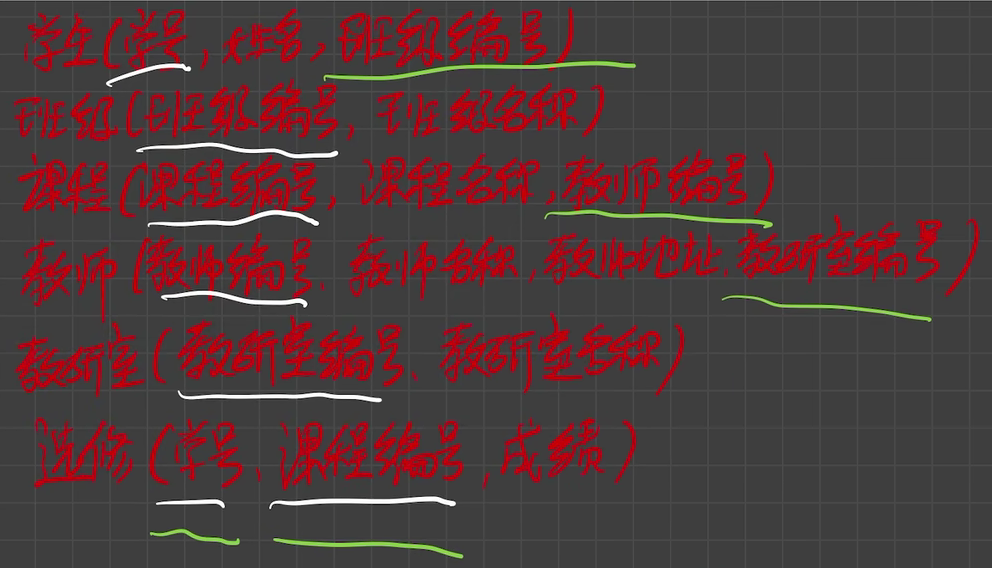 学生(学号,姓名,班级编号)
班级(班级编号,班级名称)
课程(课程编号,课程名称,教师编号)
教师(教师编号、教师名称,教师地址,教研室编号)
教研室(教研室编号、教研室名称)
选修(学号、课程编号,成绩)